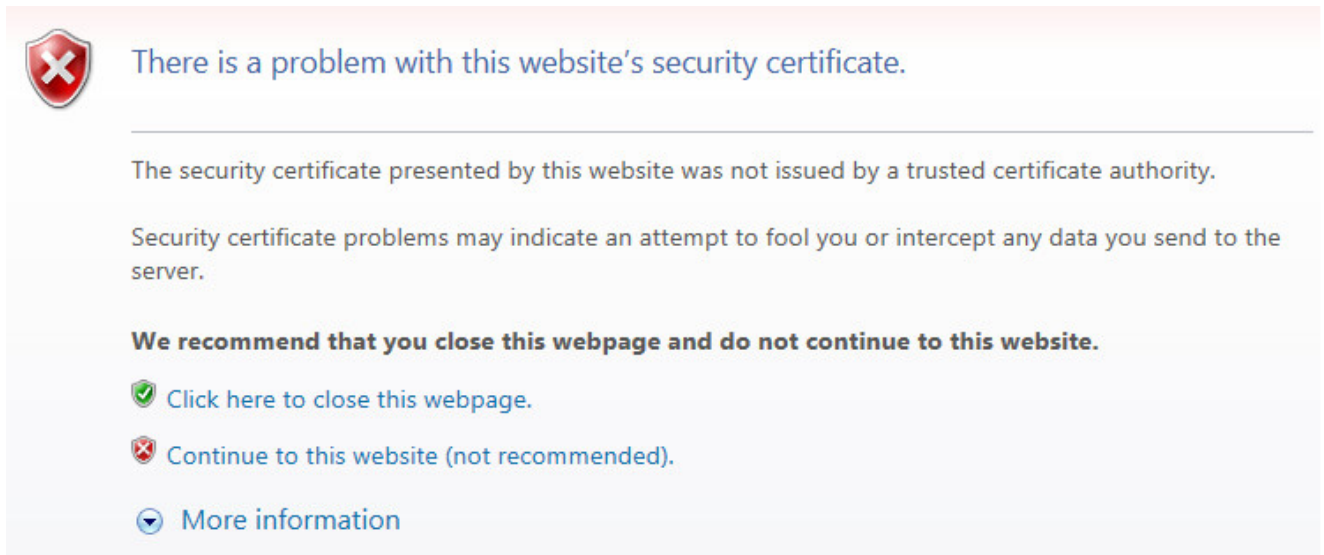 There is a problem with this website’s security certificate.
The security certificate presented by this website was not issued by a trusted certificate authority.
Security certificate problems may indicate an attempt to fool you or intercept any data you send to the
server.
We recommend that you close this webpage and do not continue to this website.
Click here to close this webpage.
Continue to this website (not recommended).
More information